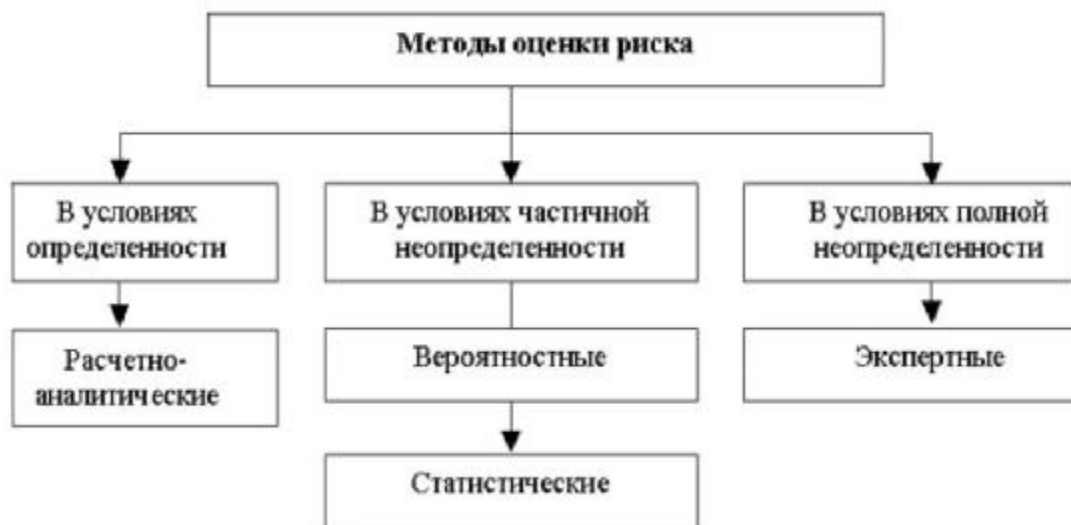 Методы оценки риска
В условиях
определенности
В условиях частичной
неопределенности
В условиях полной
неопределенности
Расчетно-
аналитические
Вероятностные
Экспертные
Статистические